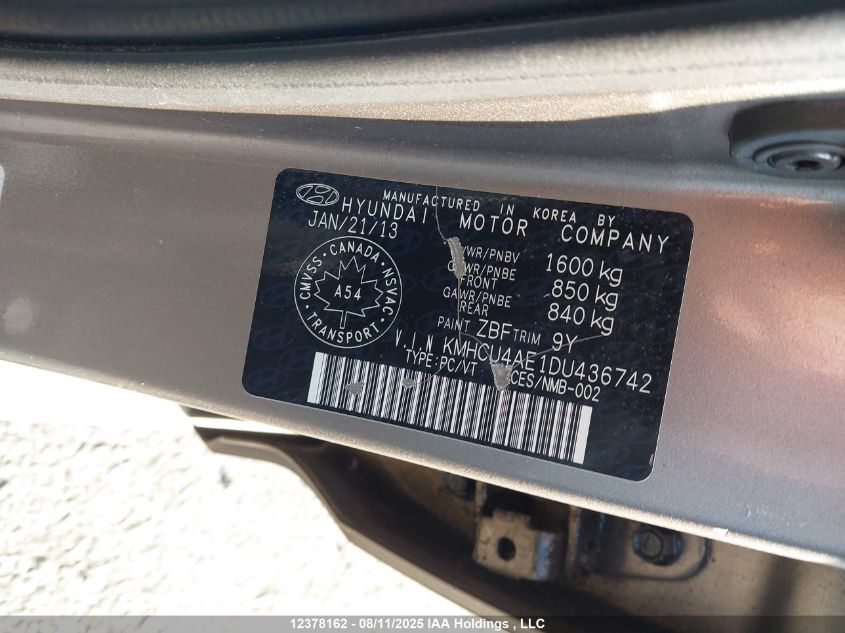 MANUFACTURED IN KOREA BY
HYUNDAI MOTOR COMPANY
JAN/21/13
GVWR/PNBV 1600 kg
GAWR/PNBE FRONT 850 kg
GAWR/PNBE REAR 840 kg
CMVSS · CANADA · NSVAC
A54
TRANSPORT
PAINT ZBF TRIM 9Y
V.I.N KMHCU4AE1DU436742
TYPE:PC/VT CES/NMB-002
12378162 - 08/11/2025 IAA Holdings , LLC